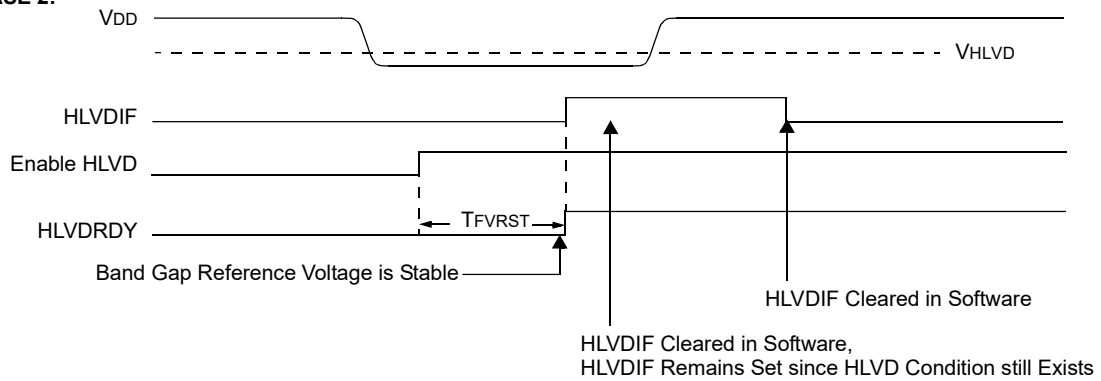 VDD
VHLVD
HLVDIF
Enable HLVD
TFVRST
HLVDRDY
Band Gap Reference Voltage is Stable
HLVDIF Cleared in Software
HLVDIF Cleared in Software,
HLVDIF Remains Set since HLVD Condition still Exists